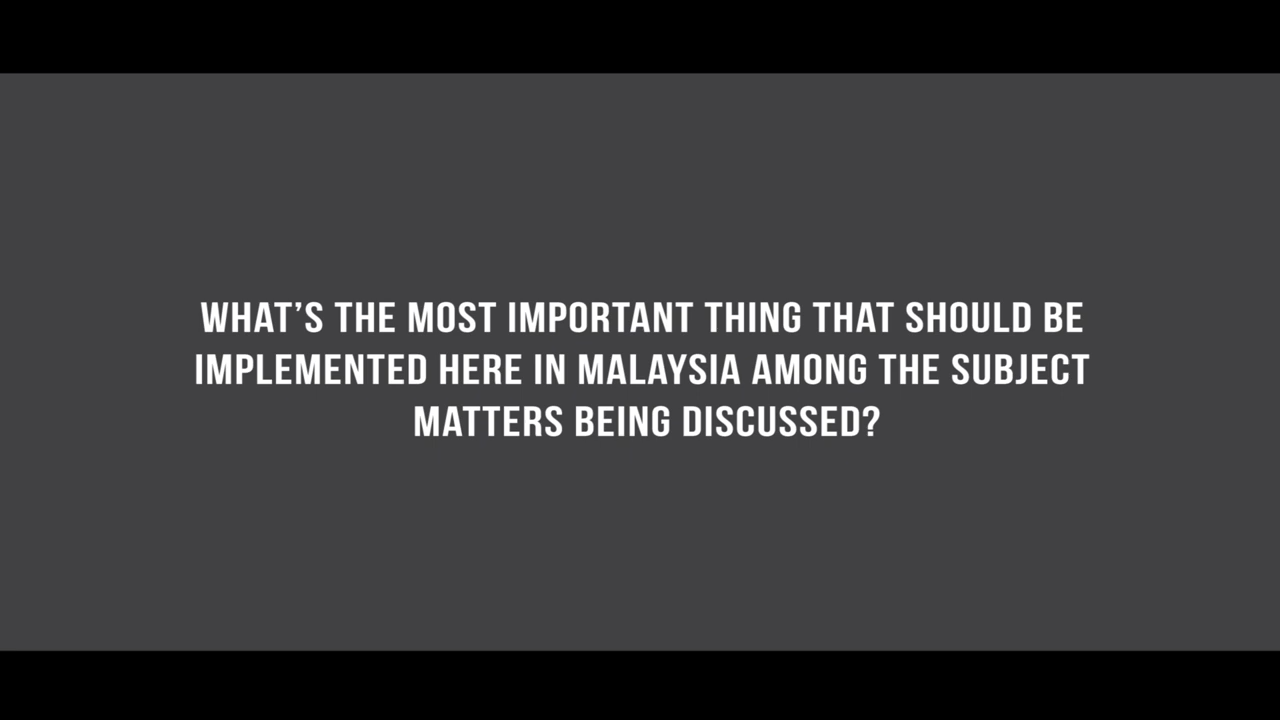 WHAT’S THE MOST IMPORTANT THING THAT SHOULD BE
IMPLEMENTED HERE IN MALAYSIA AMONG THE SUBJECT
MATTERS BEING DISCUSSED?